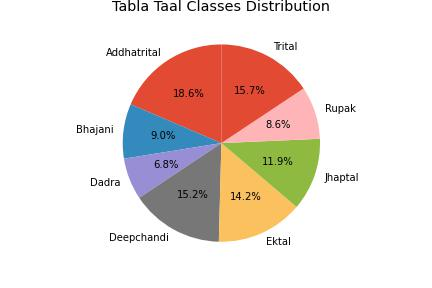 Tabla Taal Classes Distribution
Addhatrital
Trital
18.6%
15.7%
Rupak
8.6%
Bhajani
9.0%
Jhaptal
11.9%
Dadra
6.8%
Deepchandi
15.2%
14.2%
Ektal